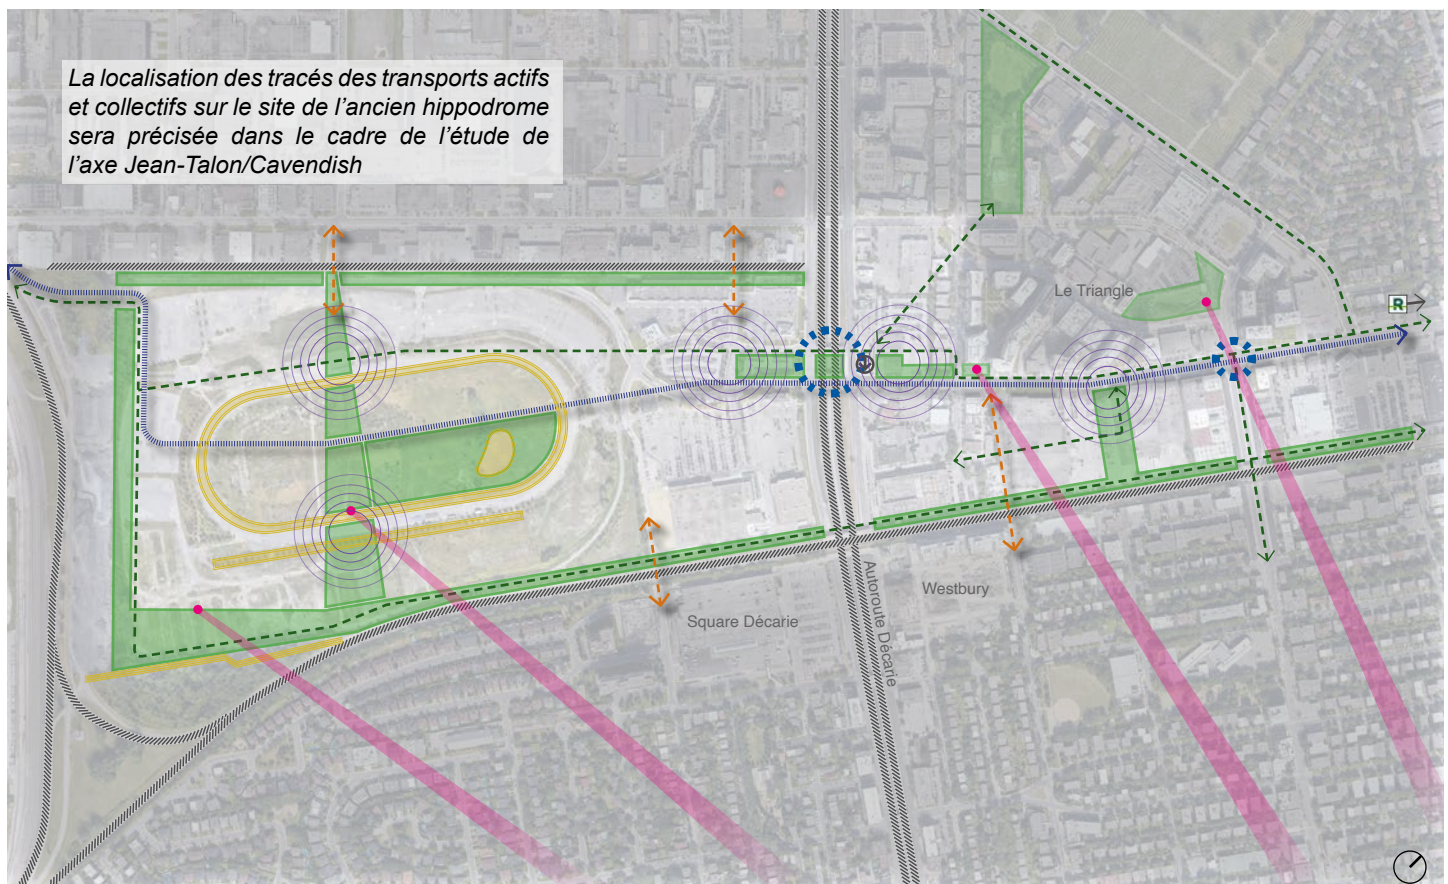 La localisation des tracés des transports actifs
et collectifs sur le site de l'ancien hippodrome
sera précisée dans le cadre de l'étude de
l'axe Jean-Talon/Cavendish
Le Triangle
R
Autoroute Décarie
Westbury
Square Décarie